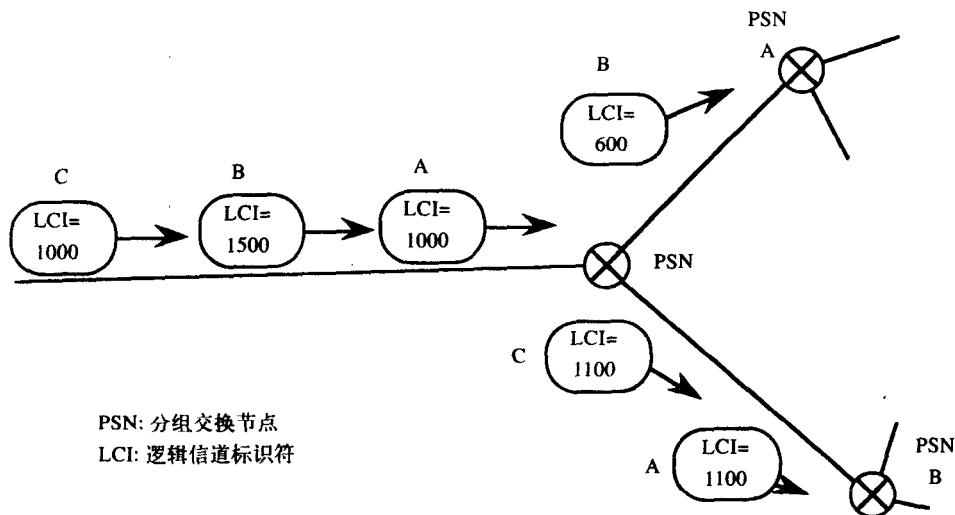 PSN
A
B
LCI=
600
C
LCI=
1000
B
LCI=
1500
A
LCI=
1000
PSN
C
LCI=
1100
A
LCI=
1100
PSN
B
PSN: 分组交换节点
LCI: 逻辑信道标识符